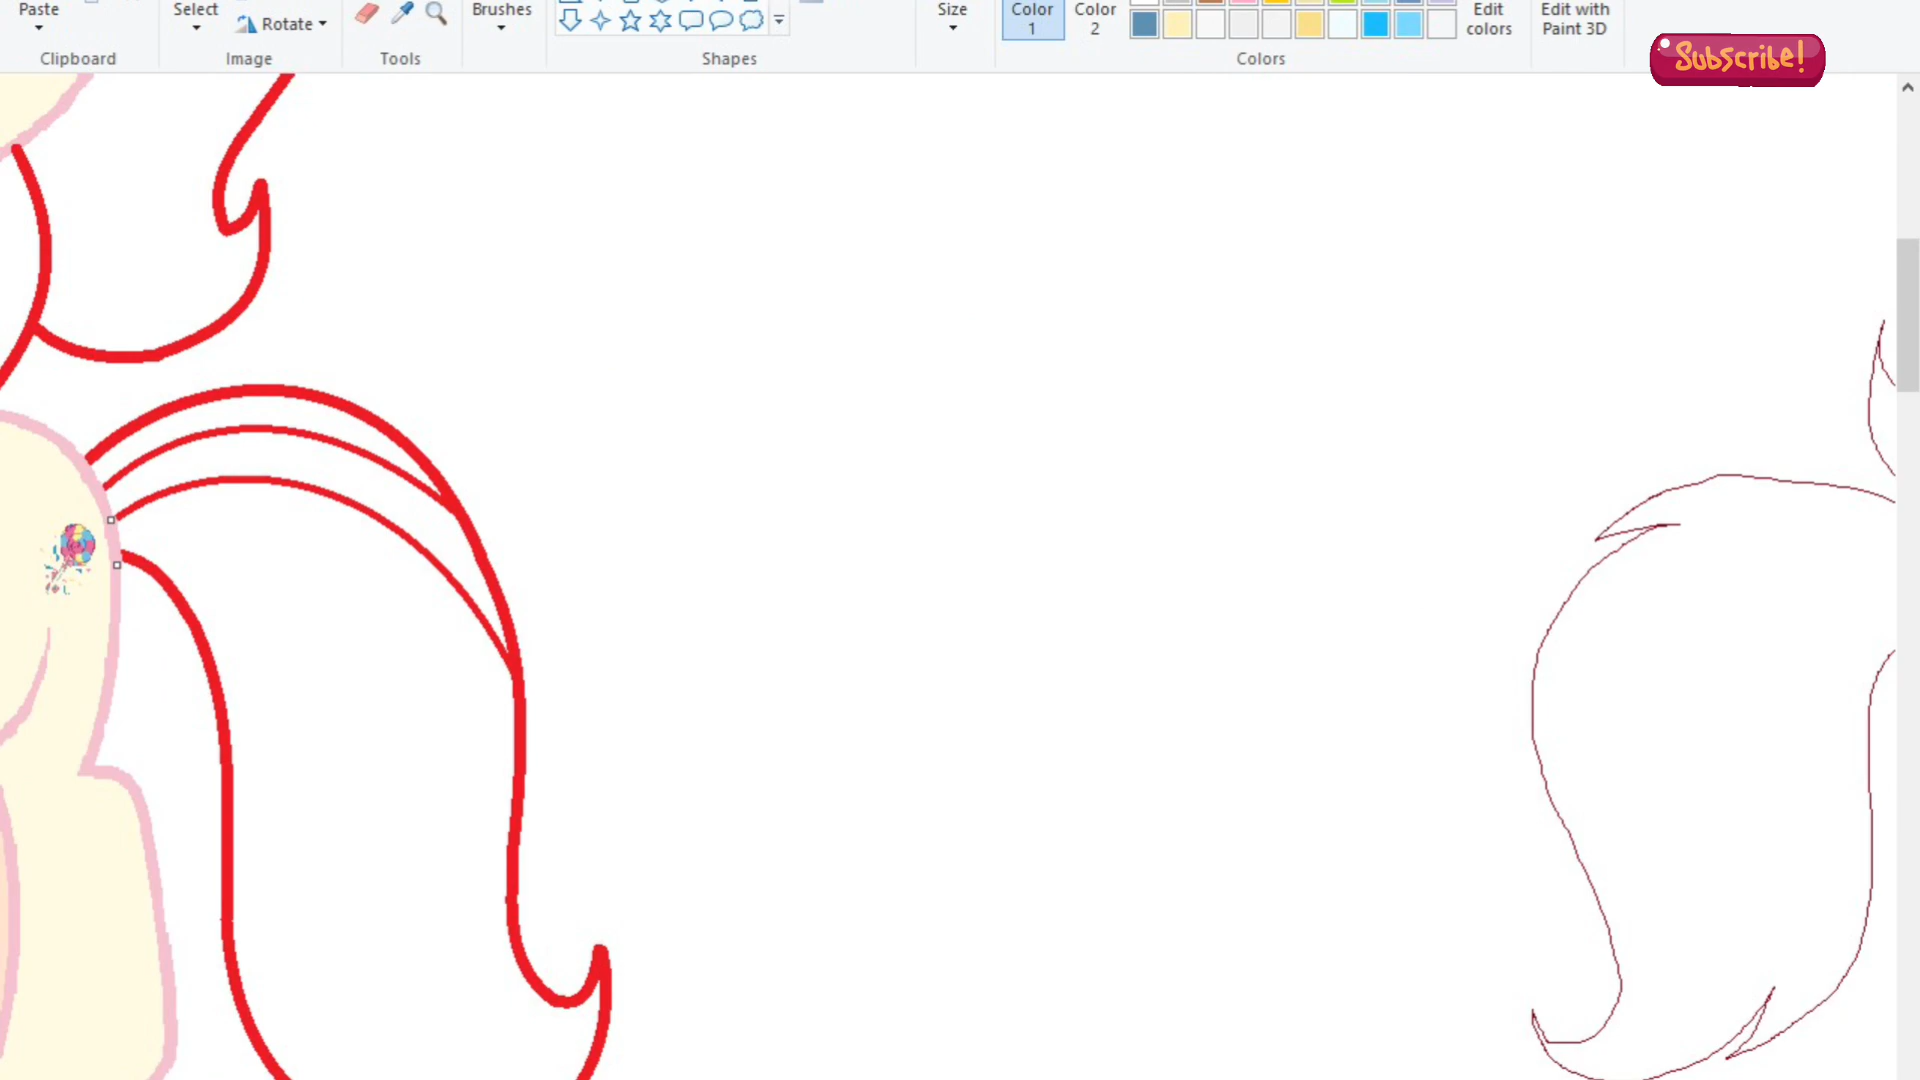 Paste
Select
Rotate
Brushes
Size
Color
1
Color
2
Edit
colors
Edit with
Paint 3D
Clipboard
Image
Tools
Shapes
Colors
Subscribe!